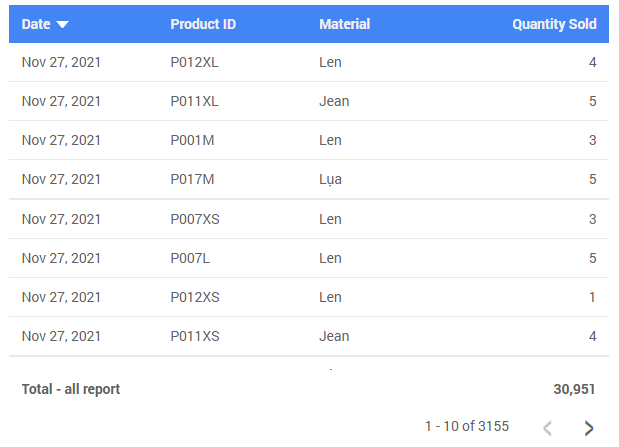 Date Product ID Material Quantity Sold
Nov 27, 2021 P012XL Len 4
Nov 27, 2021 P011XL Jean 5
Nov 27, 2021 P001M Len 3
Nov 27, 2021 P017M Lụa 5
Nov 27, 2021 P007XS Len 3
Nov 27, 2021 P007L Len 5
Nov 27, 2021 P012XS Len 1
Nov 27, 2021 P011XS Jean 4
Total - all report 30,951
1 - 10 of 3155